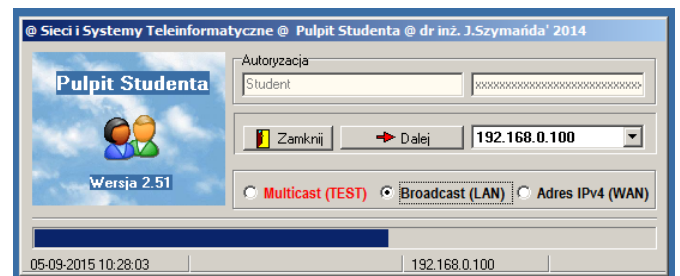 @ Sieci i Systemy Teleinformatyczne @ Pulpit Studenta @ dr inż. J.Szymańda' 2014
Pulpit Studenta
Wersja 2.51
Autoryzacja
Student
xxxxxxxxxxxxxxxxxxxxxxxxxxxx
Zamknij
Dalej
192.168.0.100
Multicast (TEST)
Broadcast (LAN)
Adres IPv4 (WAN)
05-09-2015 10:28:03
192.168.0.100